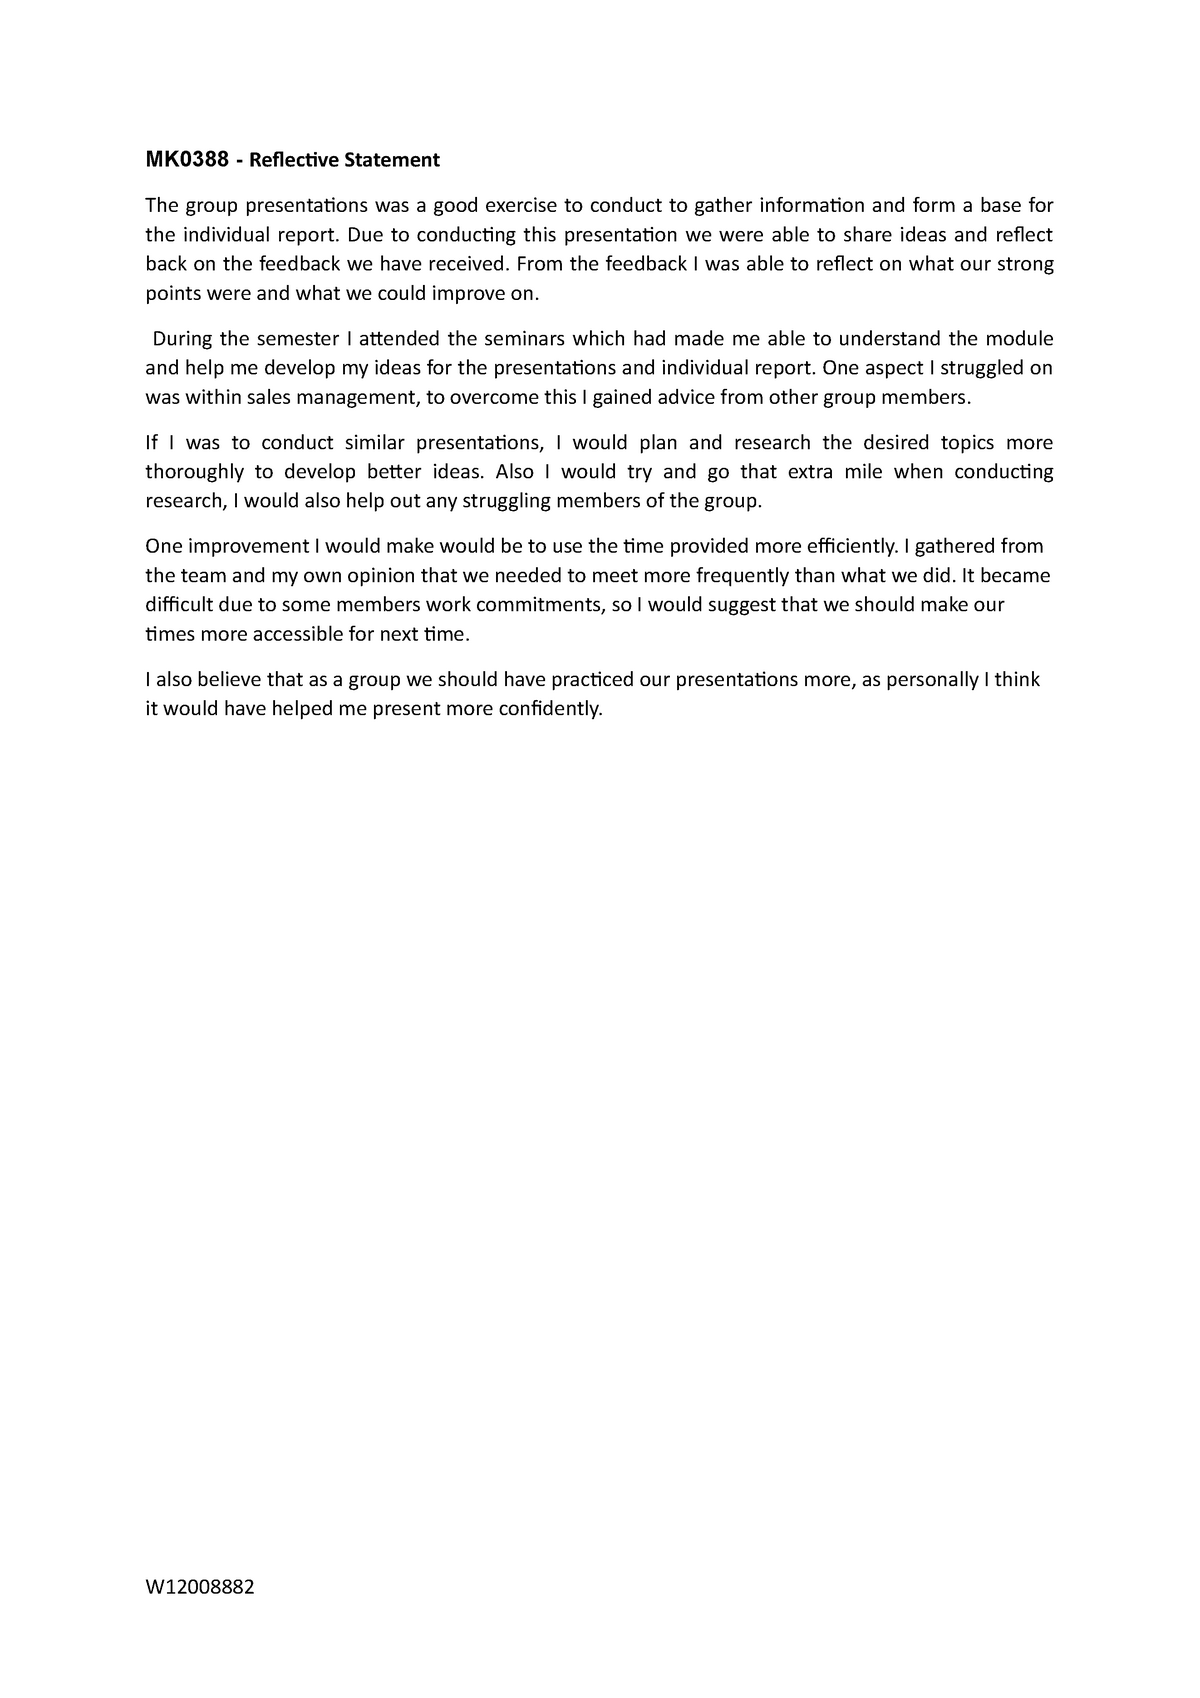 MK0388 - Reflective Statement
The group presentations was a good exercise to conduct to gather information and form a base for
the individual report. Due to conducting this presentation we were able to share ideas and reflect
back on the feedback we have received. From the feedback I was able to reflect on what our strong
points were and what we could improve on.
During the semester I attended the seminars which had made me able to understand the module
and help me develop my ideas for the presentations and individual report. One aspect I struggled on
was within sales management, to overcome this I gained advice from other group members.
If I was to conduct similar presentations, I would plan and research the desired topics more
thoroughly to develop better ideas. Also I would try and go that extra mile when conducting
research, I would also help out any struggling members of the group.
One improvement I would make would be to use the time provided more efficiently. I gathered from
the team and my own opinion that we needed to meet more frequently than what we did. It became
difficult due to some members work commitments, so I would suggest that we should make our
times more accessible for next time.
I also believe that as a group we should have practiced our presentations more, as personally I think
it would have helped me present more confidently.
W12008882